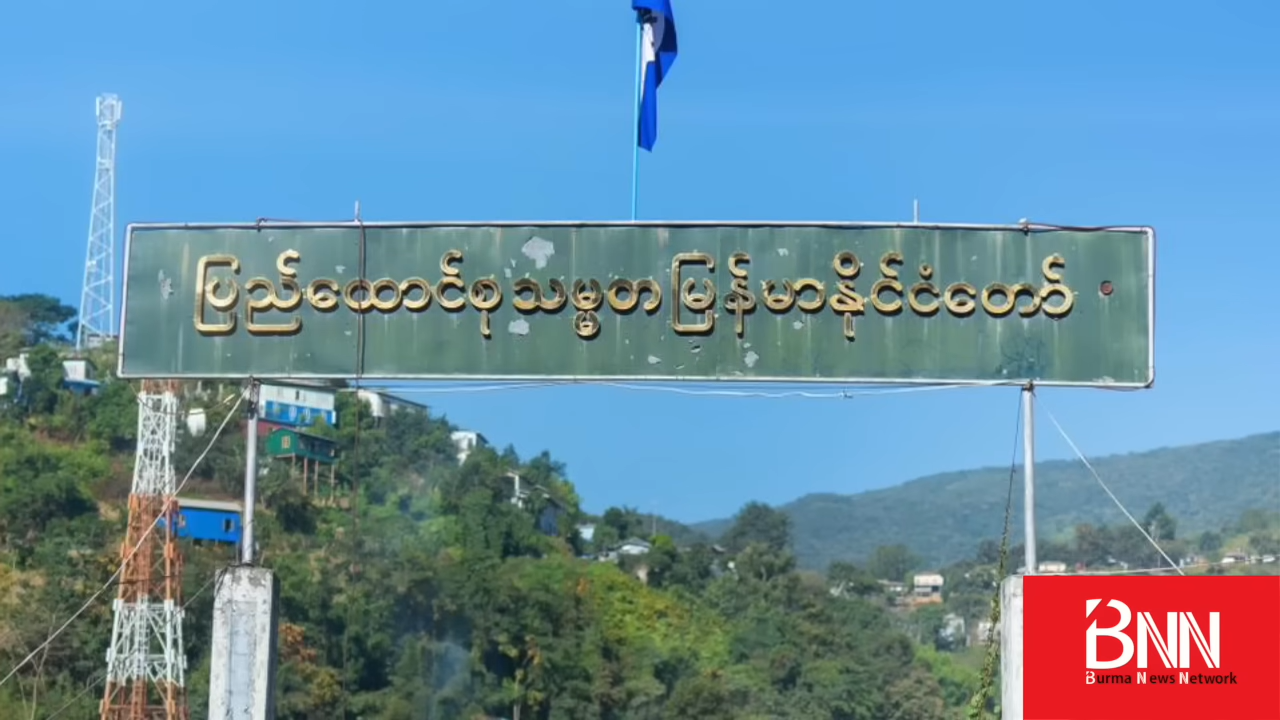 ပြည်ထောင်စုသမ္မတမြန်မာနိုင်ငံတော်
BNN
Burma News Network